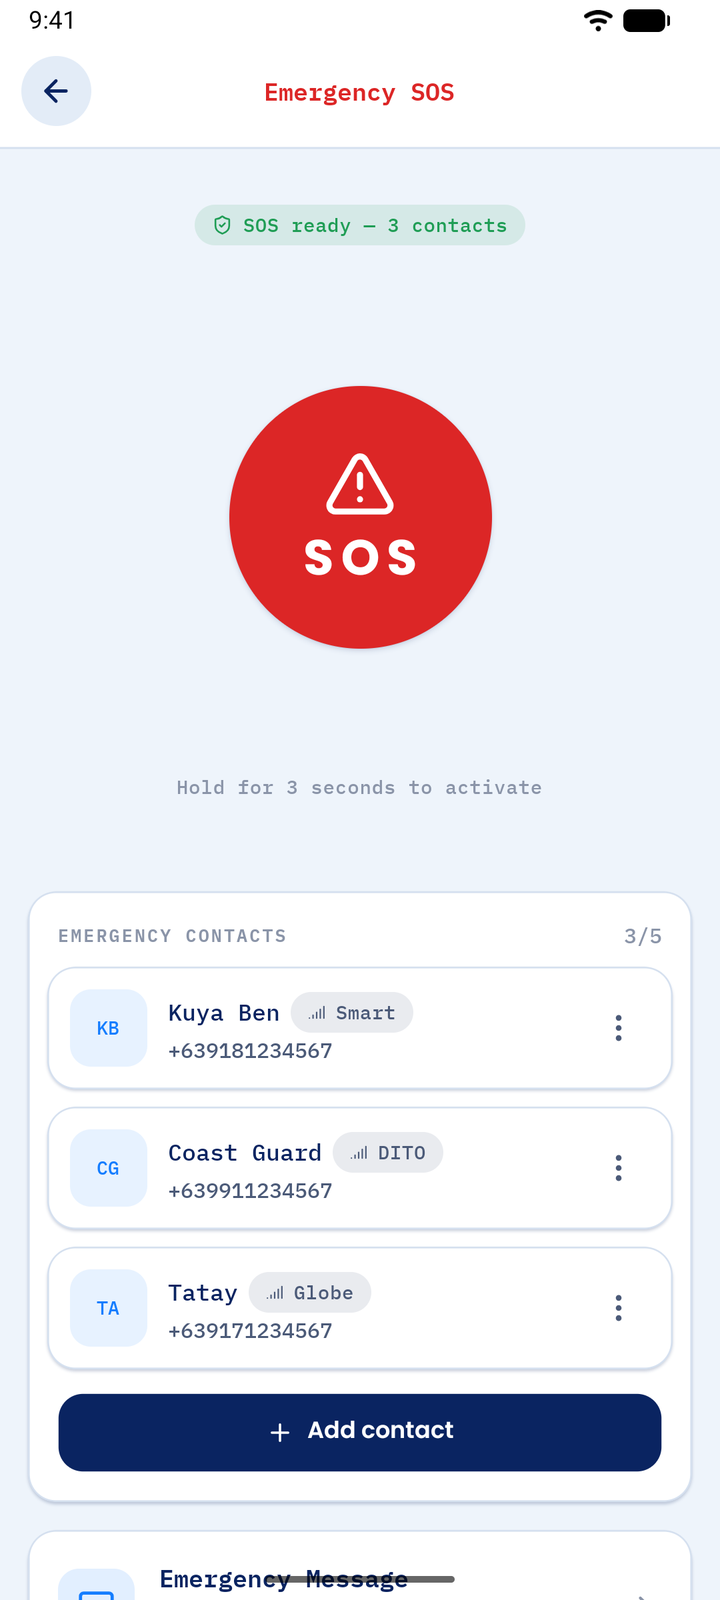 9:41
Emergency SOS
SOS ready — 3 contacts
SOS
Hold for 3 seconds to activate
EMERGENCY CONTACTS 3/5
KB
Kuya Ben Smart
+639181234567
CG
Coast Guard DITO
+639911234567
TA
Tatay Globe
+639171234567
+ Add contact
Emergency Message